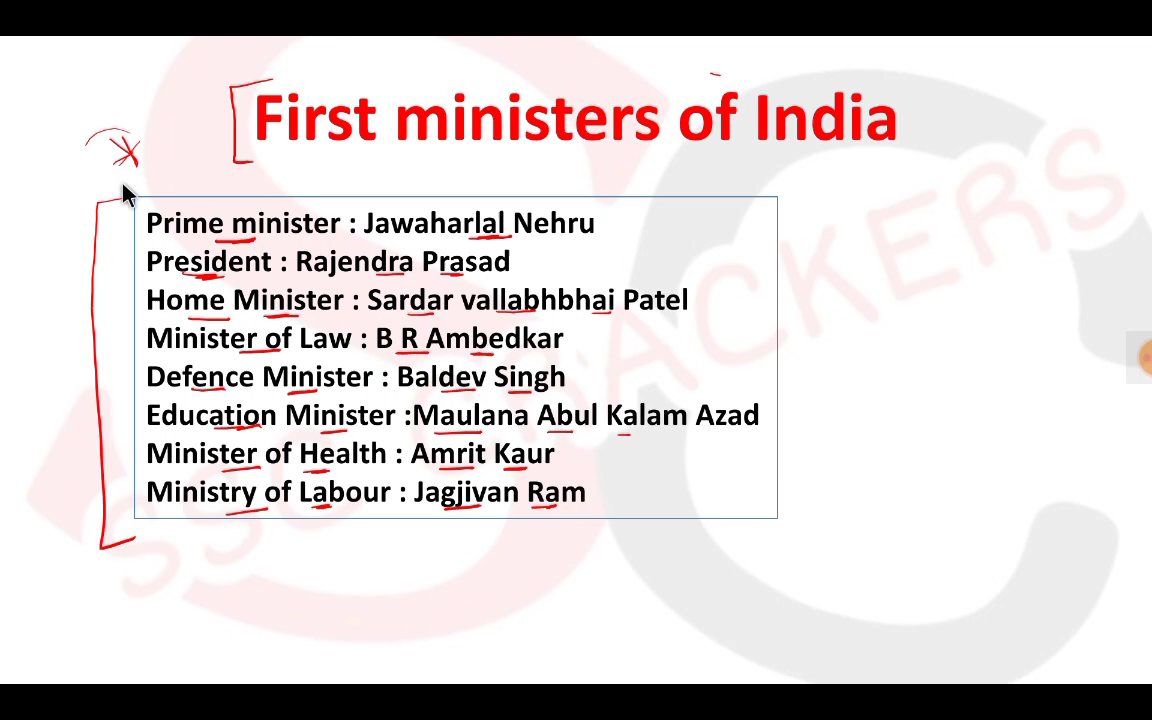 First ministers of India
Prime minister : Jawaharlal Nehru
President : Rajendra Prasad
Home Minister : Sardar vallabhbhai Patel
Minister of Law : B R Ambedkar
Defence Minister : Baldev Singh
Education Minister :Maulana Abul Kalam Azad
Minister of Health : Amrit Kaur
Ministry of Labour : Jagjivan Ram
SSC CRACKERS